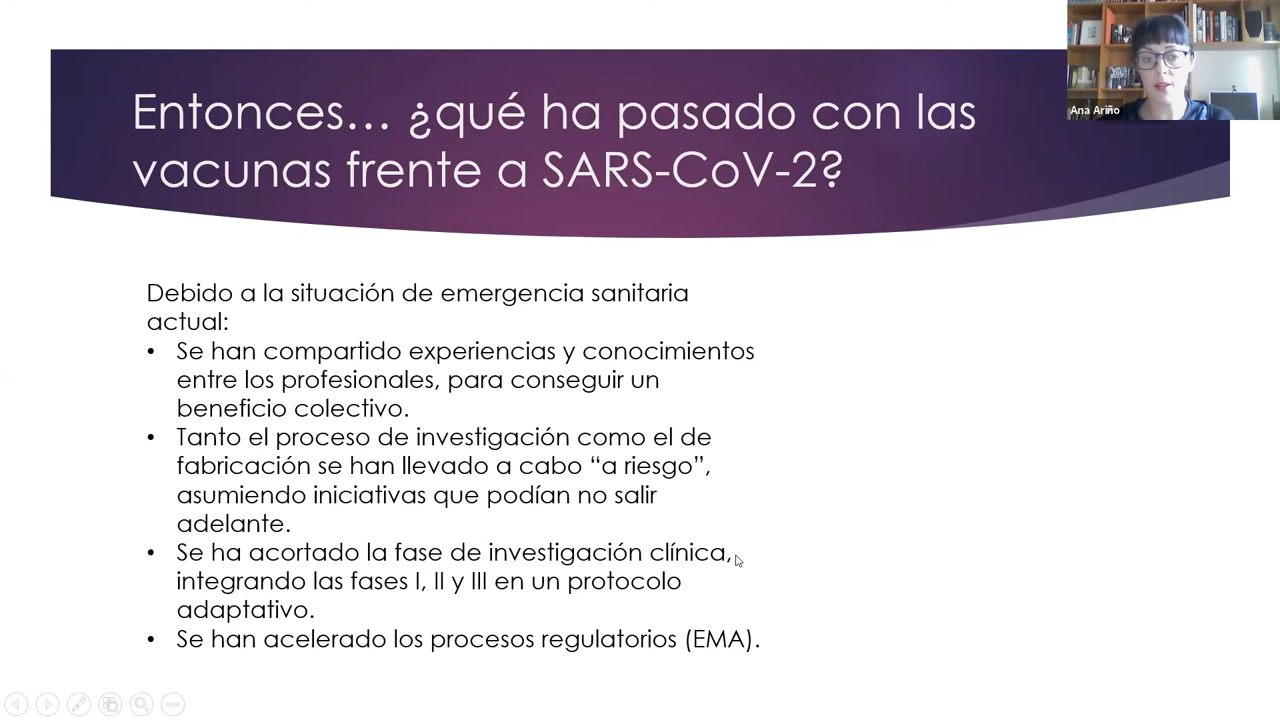 Entonces... ¿qué ha pasado con las
vacunas frente a SARS-CoV-2?
Ana Ariño
Debido a la situación de emergencia sanitaria
actual:
• Se han compartido experiencias y conocimientos
entre los profesionales, para conseguir un
beneficio colectivo.
• Tanto el proceso de investigación como el de
fabricación se han llevado a cabo “a riesgo”,
asumiendo iniciativas que podían no salir
adelante.
• Se ha acortado la fase de investigación clínica,
integrando las fases I, II y III en un protocolo
adaptativo.
• Se han acelerado los procesos regulatorios (EMA).